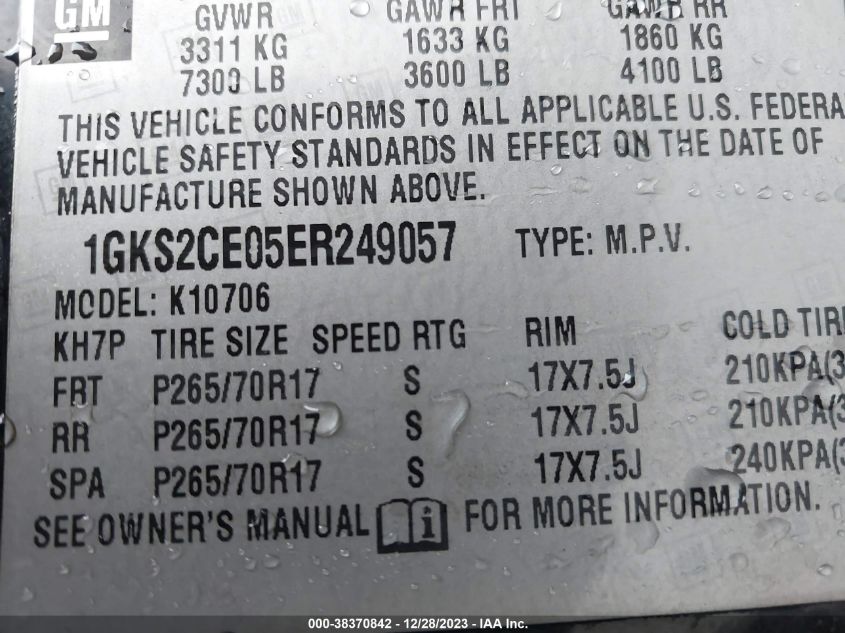 GM
GVWR GAWR FRT GAWR RR
3311 KG 1633 KG 1860 KG
7300 LB 3600 LB 4100 LB
THIS VEHICLE CONFORMS TO ALL APPLICABLE U.S. FEDERA
VEHICLE SAFETY STANDARDS IN EFFECT ON THE DATE OF
MANUFACTURE SHOWN ABOVE.
1GKS2CE05ER249057 TYPE: M.P.V.
MODEL: K10706
KH7P TIRE SIZE SPEED RTG RIM COLD TIRE
FRT P265/70R17 S 17X7.5J 210KPA(3
RR P265/70R17 S 17X7.5J 210KPA(3
SPA P265/70R17 S 17X7.5J 240KPA(3
SEE OWNER'S MANUAL i FOR MORE INFORMATION.
000-38370842 - 12/28/2023 - IAA Inc.